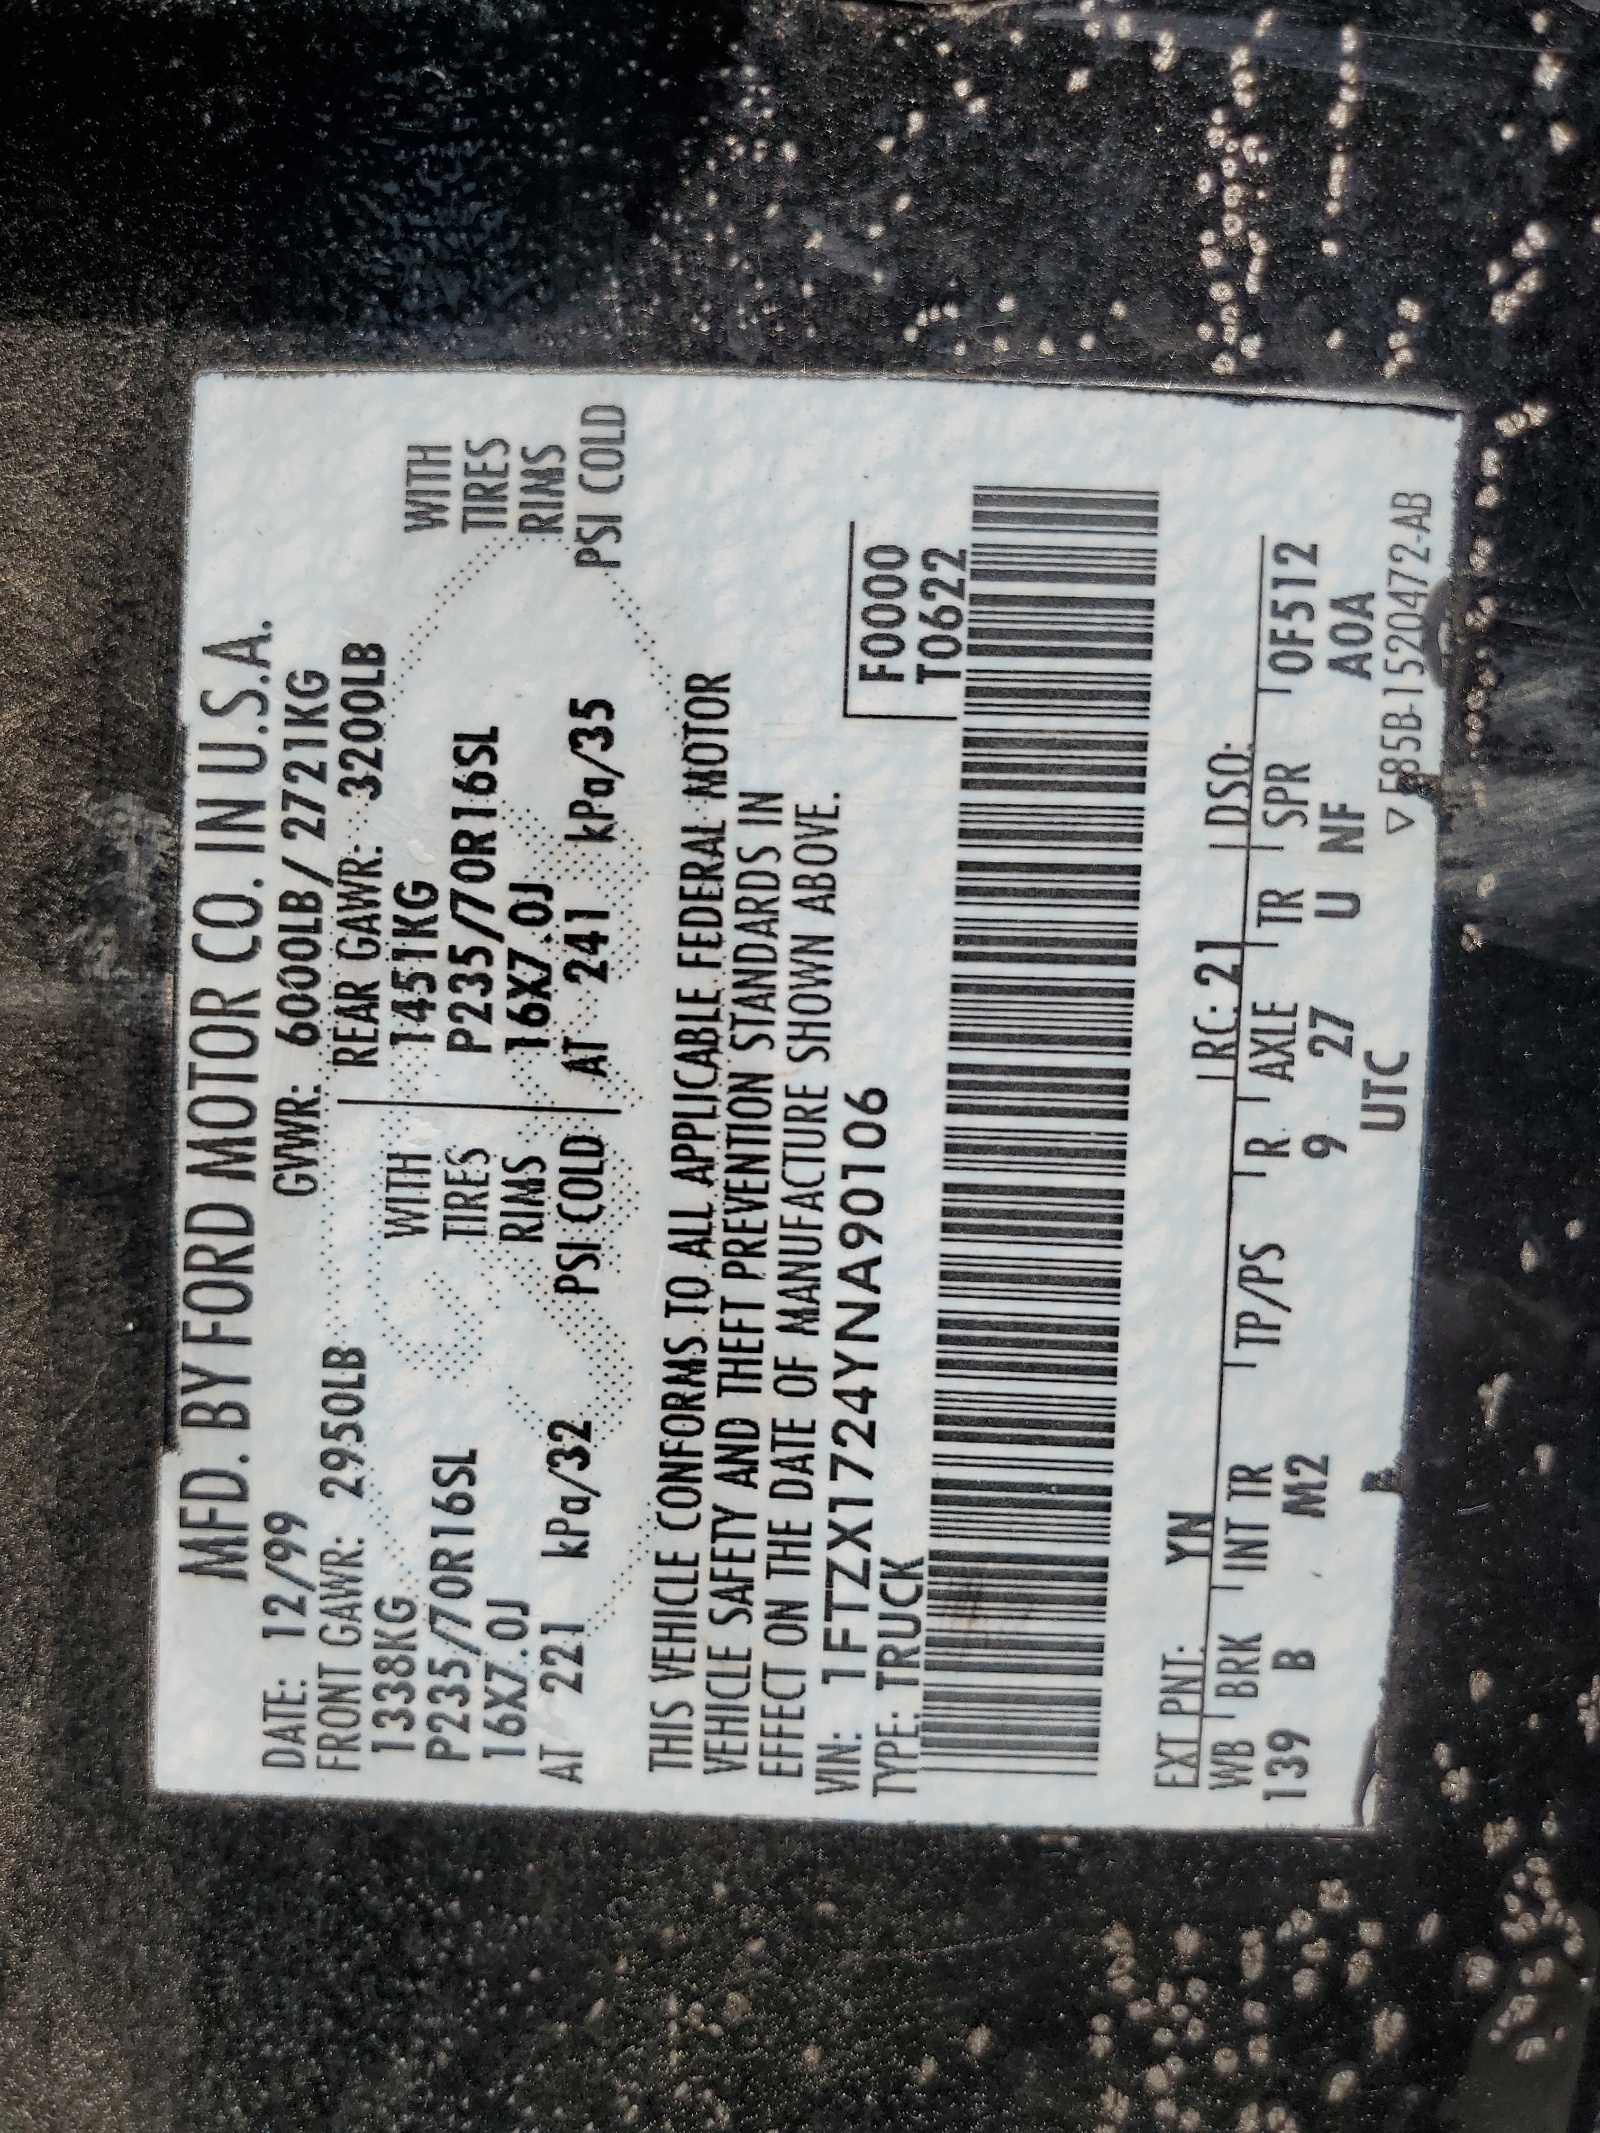 MFD. BY FORD MOTOR CO. IN U.S.A.
DATE: 12/99 GVWR: 6000LB/2721KG
FRONT GAWR: 2950LB REAR GAWR: 3200LB
1338KG WITH 1451KG WITH
P235/70R16SL TIRES P235/70R16SL TIRES
16X7.0J RIMS 16X7.0J RIMS
AT 221 kPa/32 PSI COLD AT 241 kPa/35 PSI COLD
THIS VEHICLE CONFORMS TO ALL APPLICABLE FEDERAL MOTOR
VEHICLE SAFETY AND THEFT PREVENTION STANDARDS IN
EFFECT ON THE DATE OF MANUFACTURE SHOWN ABOVE.
VIN: 1FTZX1724YNA90106 F0000
TYPE: TRUCK T0622
EXT PNT: YN RC: 21 DSO:
WB BRK INT TR TP/PS R AXLE TR SPR 0F512
139 B M2 9 27 U NF A0A
UTC ▽ F85B-1520472-AB